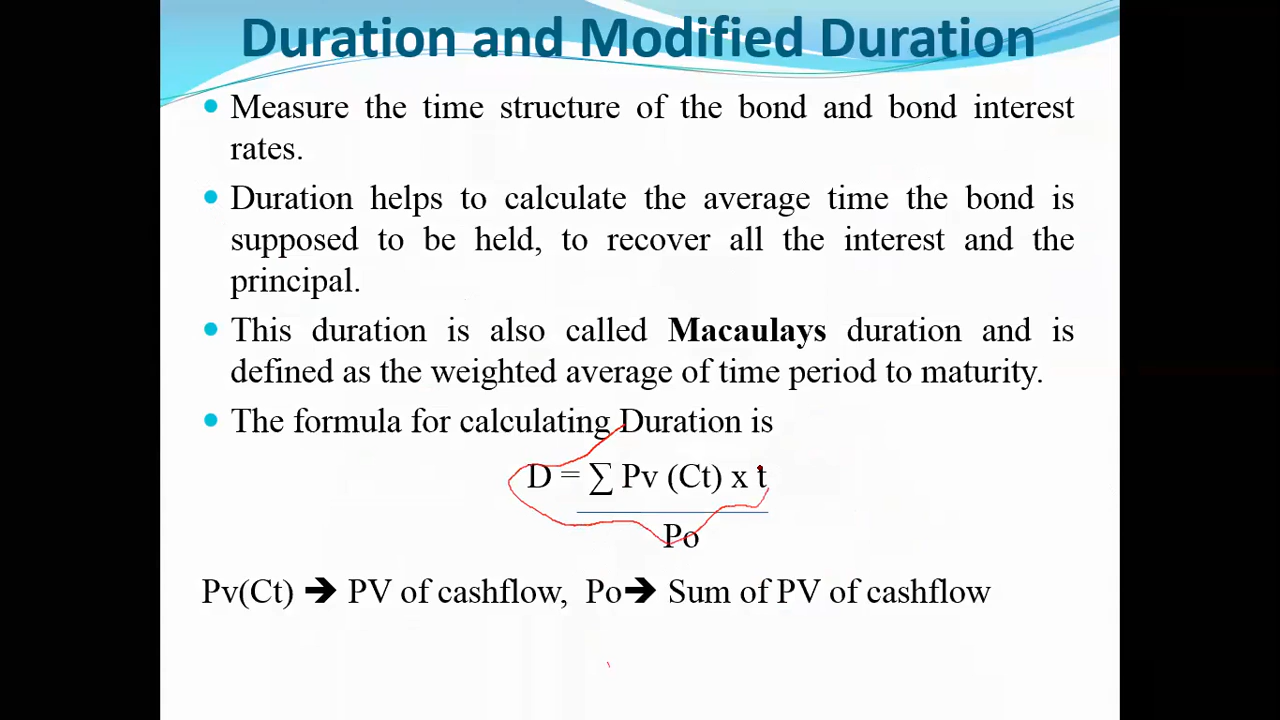 Duration and Modified Duration
• Measure the time structure of the bond and bond interest
rates.
• Duration helps to calculate the average time the bond is
supposed to be held, to recover all the interest and the
principal.
• This duration is also called Macaulays duration and is
defined as the weighted average of time period to maturity.
• The formula for calculating Duration is
D = ∑ Pv (Ct) x t
Po
Pv(Ct) ➔ PV of cashflow, Po➔ Sum of PV of cashflow